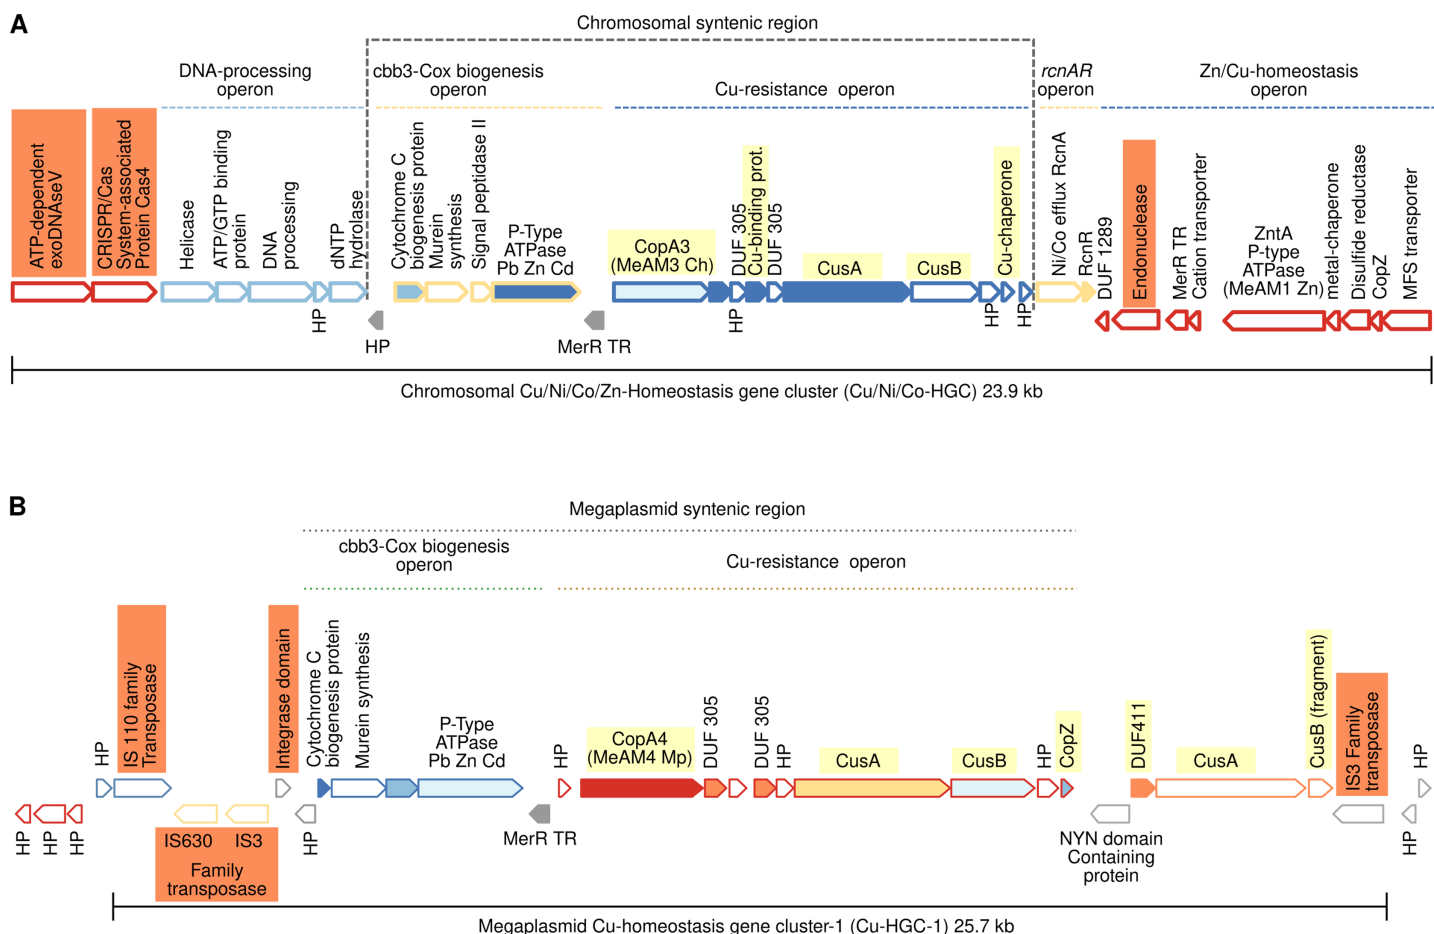 A
Chromosomal syntenic region
DNA-processing
operon
cbb3-Cox biogenesis
operon
Cu-resistance operon
rcnAR
operon
Zn/Cu-homeostasis
operon
ATP-dependent
exoDNAseV
CRISPR/Cas
System-associated
Protein Cas4
Helicase
ATP/GTP binding
protein
DNA
processing
HP
dNTP
hydrolase
HP
Cytochrome C
biogenesis protein
Murein
synthesis
Signal peptidase II
P-Type
ATPase
Pb Zn Cd
MerR TR
CopA3
(MeAM3 Ch)
DUF 305
HP
Cu-binding prot.
DUF 305
CusA
CusB
HP
Cu-chaperone
HP
Ni/Co efflux RcnA
RcnR
DUF 1289
Endonuclease
MerR TR
Cation transporter
ZntA
P-type
ATPase
(MeAM1 Zn)
metal-chaperone
Disulfide reductase
CopZ
MFS transporter
Chromosomal Cu/Ni/Co/Zn-Homeostasis gene cluster (Cu/Ni/Co-HGC) 23.9 kb
B
Megaplasmid syntenic region
cbb3-Cox biogenesis
operon
Cu-resistance operon
HP
HP
HP
HP
IS 110 family
Transposase
IS630
IS3
Family
transposase
Integrase domain
HP
Cytochrome C
biogenesis protein
Murein synthesis
P-Type
ATPase
Pb Zn Cd
MerR TR
HP
CopA4
(MeAM4 Mp)
DUF 305
DUF 305
HP
CusA
CusB
HP
CopZ
NYN domain
Containing
protein
DUF411
CusA
CusB (fragment)
IS3 Family
transposase
HP
HP
Megaplasmid Cu-homeostasis gene cluster-1 (Cu-HGC-1) 25.7 kb